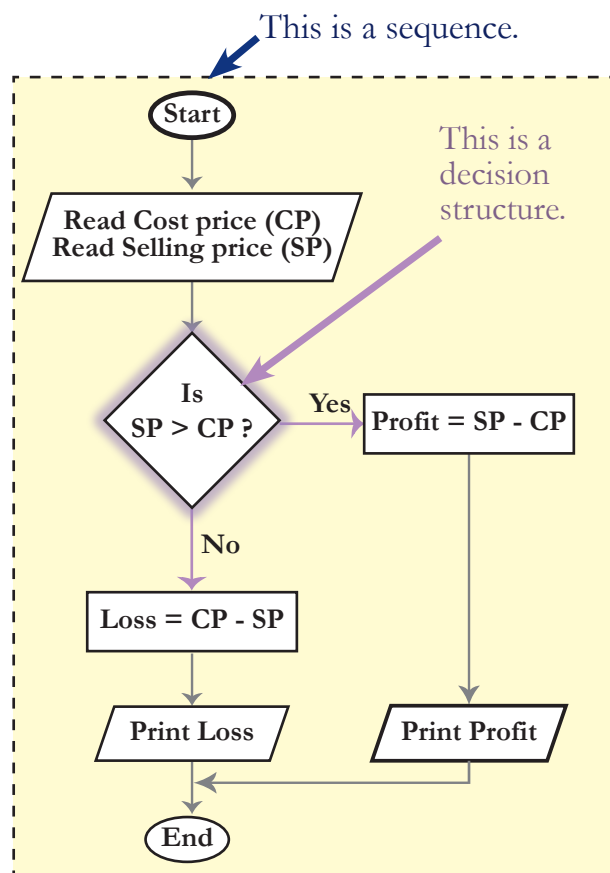 This is a sequence.
Start
This is a
decision
structure.
Read Cost price (CP)
Read Selling price (SP)
Is
SP > CP ?
Yes
Profit = SP - CP
No
Loss = CP - SP
Print Loss
Print Profit
End